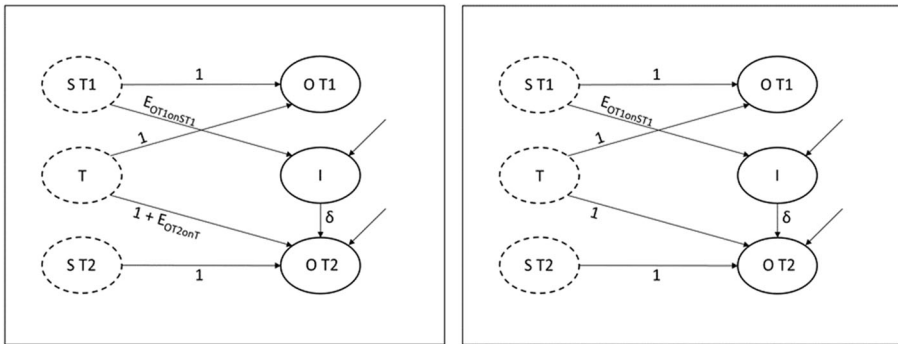 S T1
1
O T1
E_OT1onST1
1
T
I
1 + E_OT2onT
δ
S T2
1
O T2
S T1
1
O T1
E_OT1onST1
1
T
I
1
δ
S T2
1
O T2